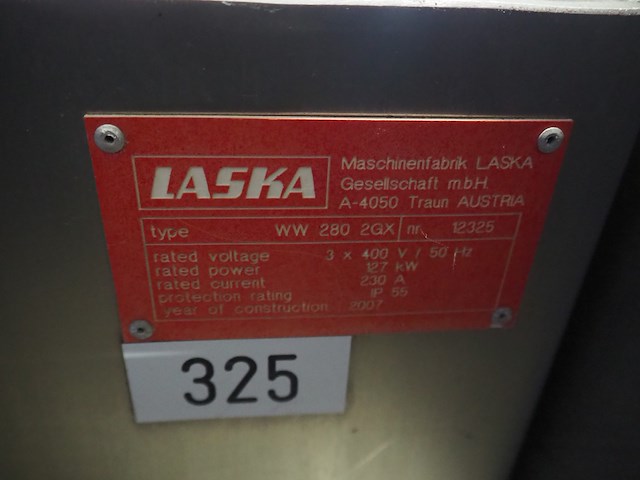 LASKA
Maschinenfabrik LASKA
Gesellschaft m.b.H.
A-4050 Traun AUSTRIA
type WW 280 2GX nr. 12325
rated voltage 3 x 400 V / 50 Hz
rated power 127 kW
rated current 230 A
protection rating IP 55
year of construction 2007
325